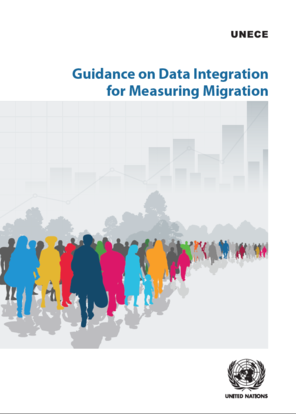 UNECE
Guidance on Data Integration
for Measuring Migration
UNITED NATIONS